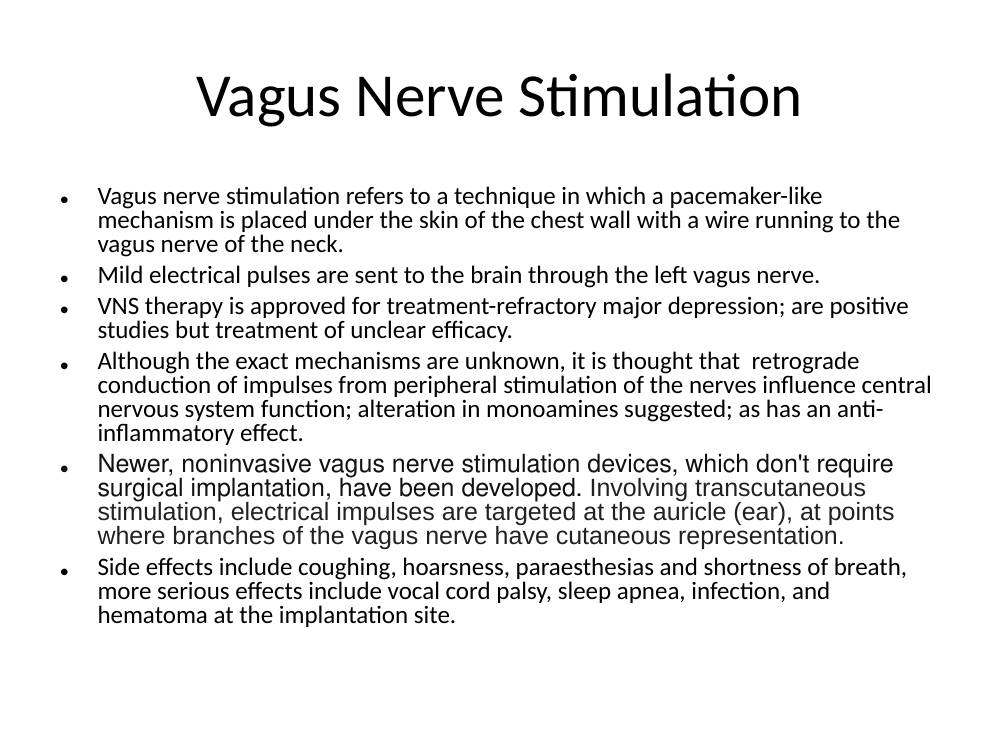 Vagus Nerve Stimulation
• Vagus nerve stimulation refers to a technique in which a pacemaker-like
mechanism is placed under the skin of the chest wall with a wire running to the
vagus nerve of the neck.
• Mild electrical pulses are sent to the brain through the left vagus nerve.
• VNS therapy is approved for treatment-refractory major depression; are positive
studies but treatment of unclear efficacy.
• Although the exact mechanisms are unknown, it is thought that  retrograde
conduction of impulses from peripheral stimulation of the nerves influence central
nervous system function; alteration in monoamines suggested; as has an anti-
inflammatory effect.
• Newer, noninvasive vagus nerve stimulation devices, which don't require
surgical implantation, have been developed. Involving transcutaneous
stimulation, electrical impulses are targeted at the auricle (ear), at points
where branches of the vagus nerve have cutaneous representation.
• Side effects include coughing, hoarsness, paraesthesias and shortness of breath,
more serious effects include vocal cord palsy, sleep apnea, infection, and
hematoma at the implantation site.